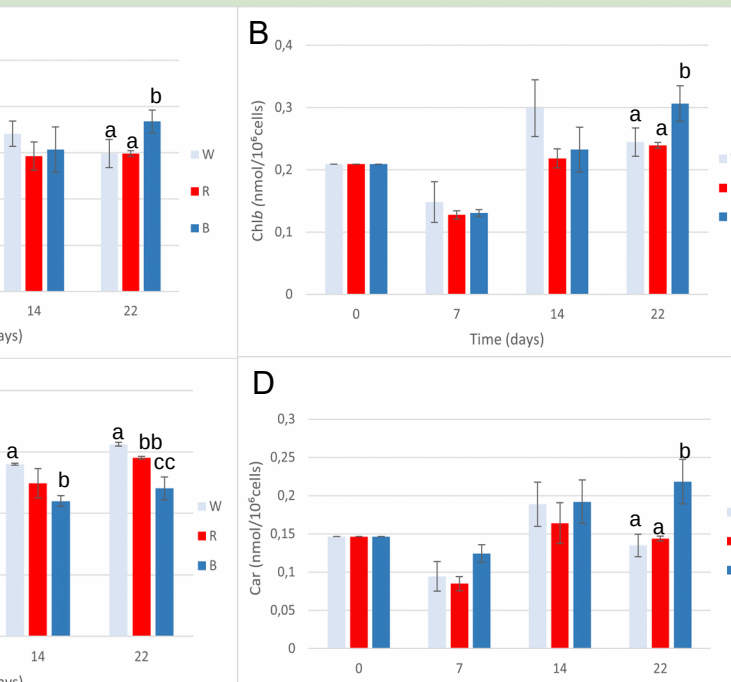 b
a
a
W
R
B
14
22
ays)
B
0,4
0,3
0,2
0,1
0
Chlb (nmol/10⁶cells)
a
a
b
0
7
14
22
Time (days)
a
a
bb
b
cc
W
R
B
14
22
ays)
D
0,3
0,25
0,2
0,15
0,1
0,05
0
Car (nmol/10⁶cells)
b
a
a
0
7
14
22